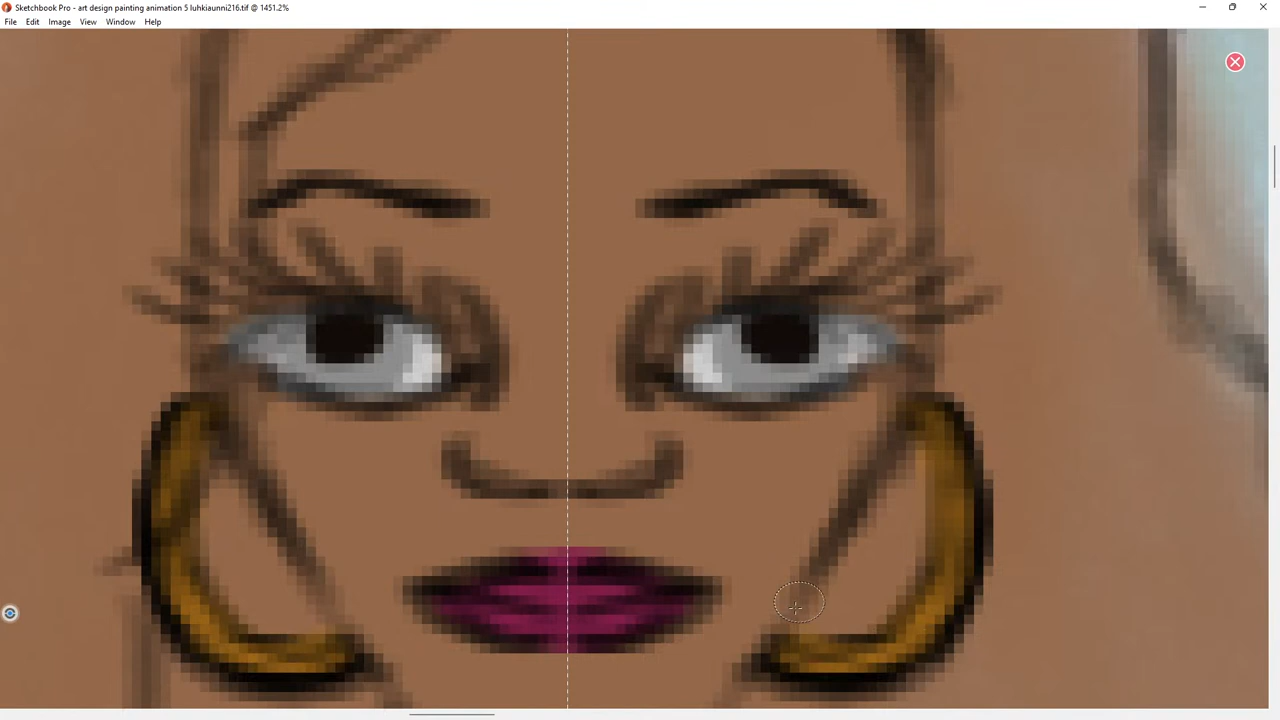 Sketchbook Pro - art design painting animation 5 luhkiaunni216.tif @ 1451.2%
File Edit Image View Window Help